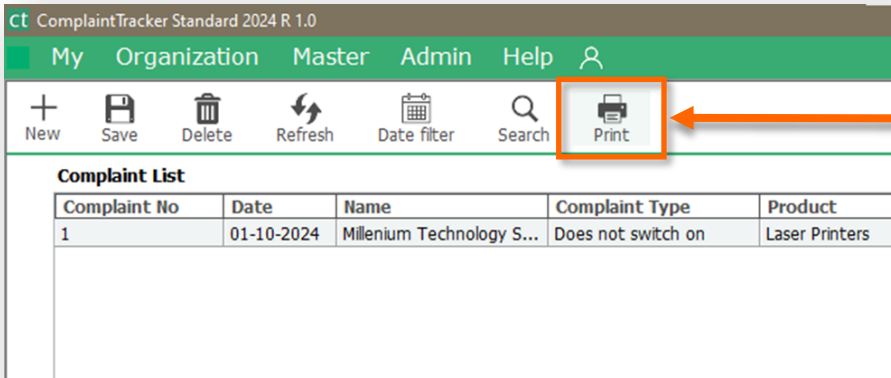 ct ComplaintTracker Standard 2024 R 1.0
My Organization Master Admin Help
New Save Delete Refresh Date filter Search Print
Complaint List
Complaint No Date Name Complaint Type Product
1 01-10-2024 Millenium Technology S... Does not switch on Laser Printers